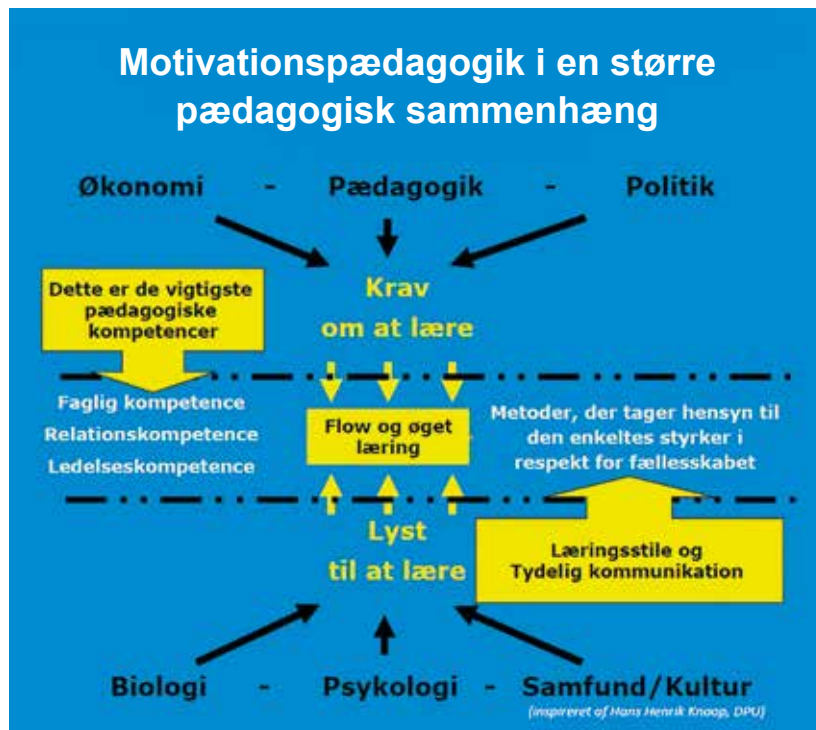 Motivationspædagogik i en større
pædagogisk sammenhæng
Økonomi - Pædagogik - Politik
Dette er de vigtigste
pædagogiske
kompetencer
Krav
om at lære
Faglig kompetence
Relationskompetence
Ledelseskompetence
Flow og øget
læring
Metoder, der tager hensyn til
den enkeltes styrker i
respekt for fællesskabet
Lyst
til at lære
Læringsstile og
Tydelig kommunikation
Biologi - Psykologi - Samfund/Kultur
(inspireret af Hans Henrik Knoop, DPU)